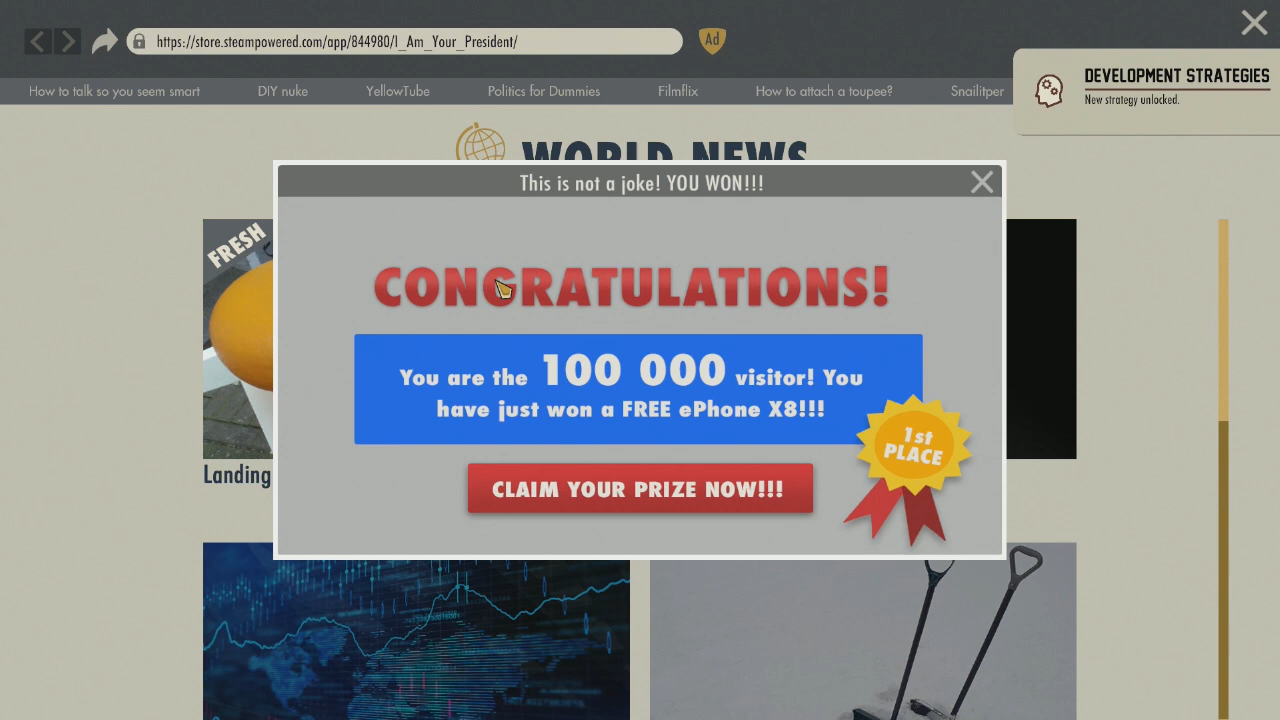 https://store.steampowered.com/app/844980/I_Am_Your_President/
Ad
How to talk so you seem smart
DIY nuke
YellowTube
Politics for Dummies
Filmflix
How to attach a toupee?
Snailitper
DEVELOPMENT STRATEGIES
New strategy unlocked.
WORLD NEWS
This is not a joke! YOU WON!!!
FRESH
CONGRATULATIONS!
You are the 100 000 visitor! You
have just won a FREE ePhone X8!!!
1st
PLACE
Landing
CLAIM YOUR PRIZE NOW!!!